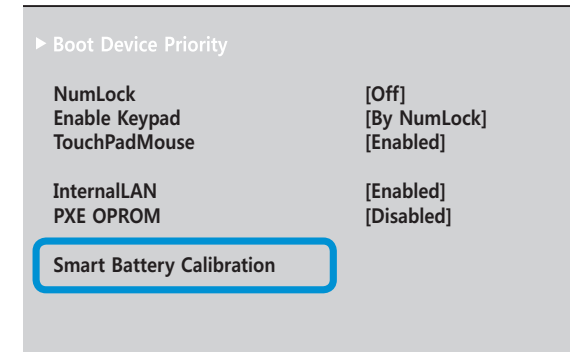 ▶ Boot Device Priority
NumLock [Off]
Enable Keypad [By NumLock]
TouchPadMouse [Enabled]
InternalLAN [Enabled]
PXE OPROM [Disabled]
Smart Battery Calibration